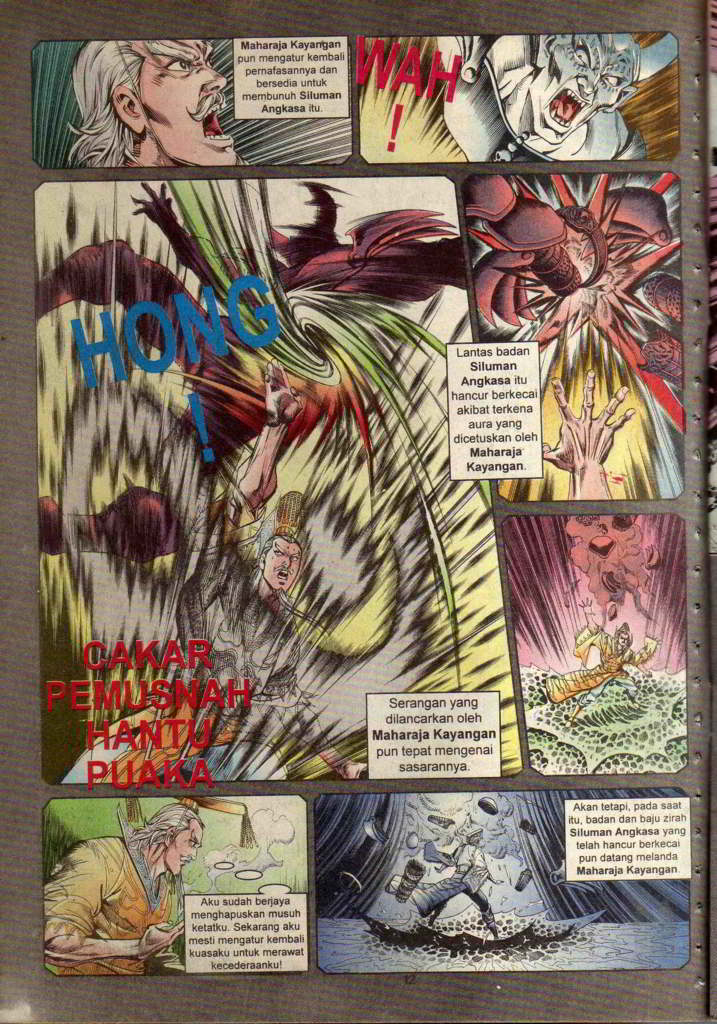 Maharaja Kayangan
pun mengatur kembali
pernafasannya dan
bersedia untuk
membunuh Siluman
Angkasa itu.
WAH
!
HONG
!
Lantas badan
Siluman
Angkasa itu
hancur berkecai
akibat terkena
aura yang
dicetuskan oleh
Maharaja
Kayangan.
CAKAR
PEMUSNAH
HANTU
PUAKA
Serangan yang
dilancarkan oleh
Maharaja Kayangan
pun tepat mengenai
sasarannya.
Aku sudah berjaya
menghapuskan musuh
ketatku. Sekarang aku
mesti mengatur kembali
kuasaku untuk merawat
kecederaanku!
Akan tetapi, pada saat
itu, badan dan baju zirah
Siluman Angkasa yang
telah hancur berkecai
pun datang melanda
Maharaja Kayangan.
12